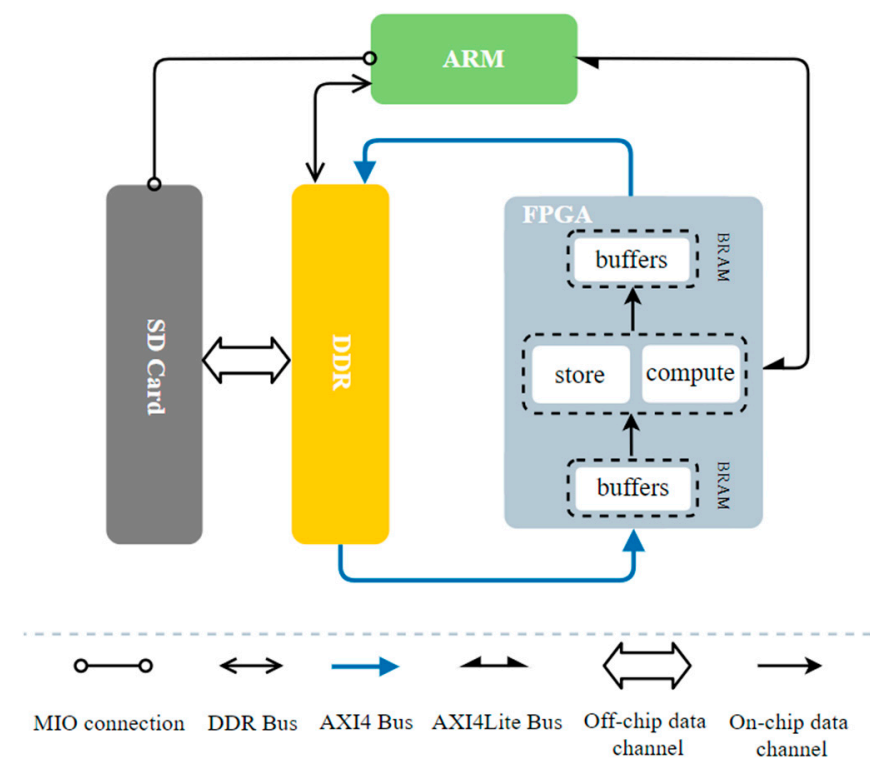 ARM
FPGA
buffers
BRAM
SD Card
DDR
store
compute
buffers
BRAM
MIO connection
DDR Bus
AXI4 Bus
AXI4Lite Bus
Off-chip data
channel
On-chip data
channel